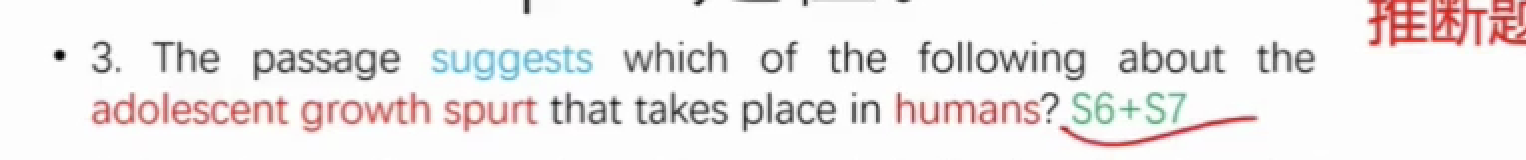 推断题
• 3. The passage suggests which of the following about the
adolescent growth spurt that takes place in humans? S6+S7